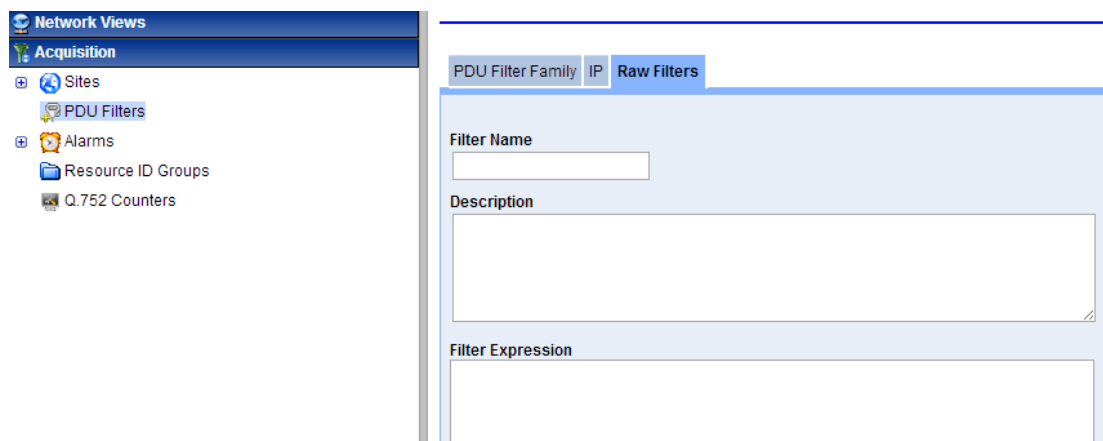 Network Views
Acquisition
Sites
PDU Filters
Alarms
Resource ID Groups
Q.752 Counters
PDU Filter Family IP Raw Filters
Filter Name
Description
Filter Expression